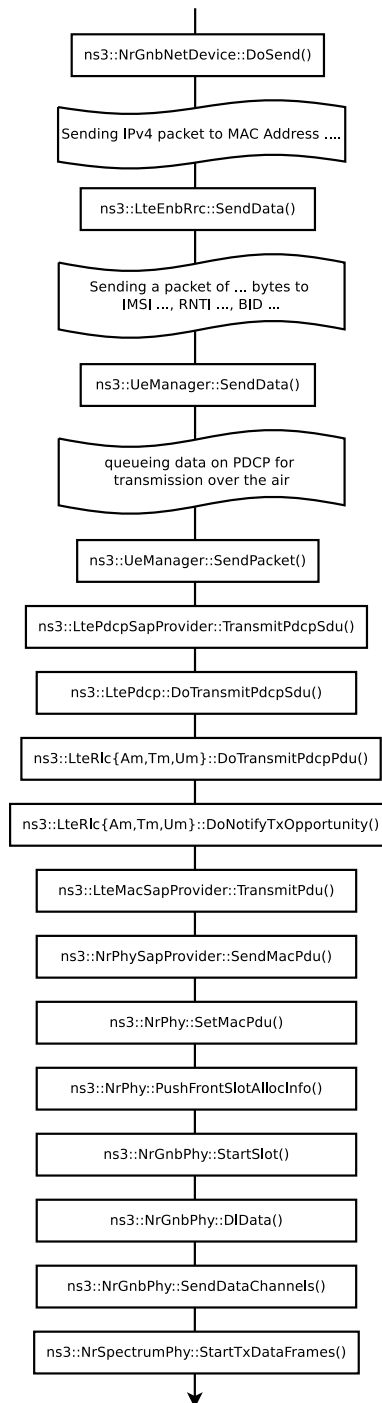 ns3::NrGnbNetDevice::DoSend()
Sending IPv4 packet to MAC Address ....
ns3::LteEnbRrc::SendData()
Sending a packet of ... bytes to
IMSI ..., RNTI ..., BID ...
ns3::UeManager::SendData()
queueing data on PDCP for
transmission over the air
ns3::UeManager::SendPacket()
ns3::LtePdcpSapProvider::TransmitPdcpSdu()
ns3::LtePdcp::DoTransmitPdcpSdu()
ns3::LteRlc{Am,Tm,Um}::DoTransmitPdcpPdu()
ns3::LteRlc{Am,Tm,Um}::DoNotifyTxOpportunity()
ns3::LteMacSapProvider::TransmitPdu()
ns3::NrPhySapProvider::SendMacPdu()
ns3::NrPhy::SetMacPdu()
ns3::NrPhy::PushFrontSlotAllocInfo()
ns3::NrGnbPhy::StartSlot()
ns3::NrGnbPhy::DlData()
ns3::NrGnbPhy::SendDataChannels()
ns3::NrSpectrumPhy::StartTxDataFrames()